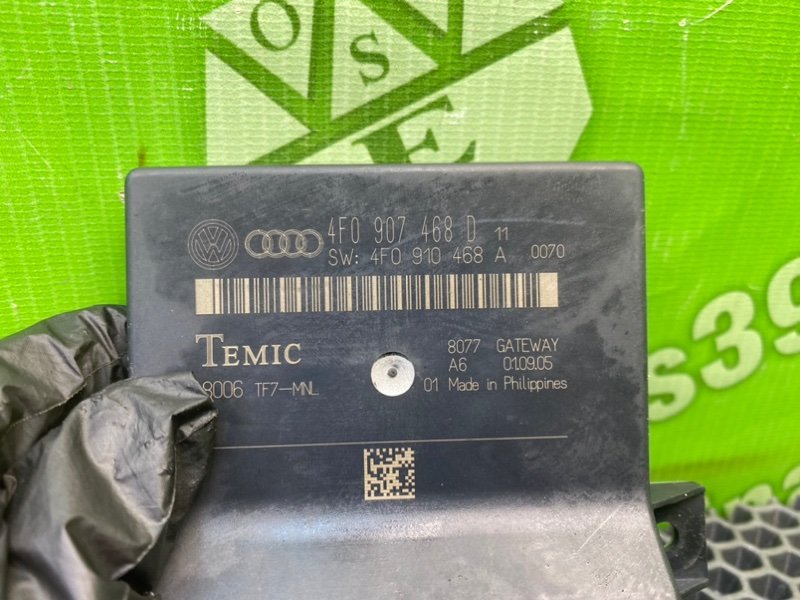 O
S
E
4F0 907 468 D 11
SW: 4F0 910 468 A 0070
TEMIC
8077 GATEWAY
A6 01.09.05
8006 TF7-MNL
01 Made in Philippines
s39